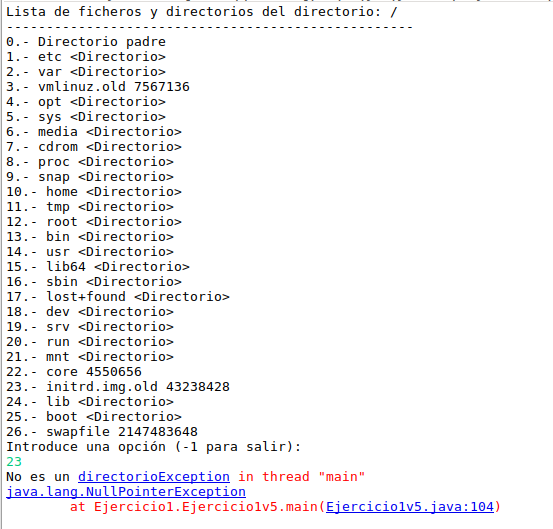 Lista de ficheros y directorios del directorio: /
---------------------------------------------------
0.- Directorio padre
1.- etc <Directorio>
2.- var <Directorio>
3.- vmlinuz.old 7567136
4.- opt <Directorio>
5.- sys <Directorio>
6.- media <Directorio>
7.- cdrom <Directorio>
8.- proc <Directorio>
9.- snap <Directorio>
10.- home <Directorio>
11.- tmp <Directorio>
12.- root <Directorio>
13.- bin <Directorio>
14.- usr <Directorio>
15.- lib64 <Directorio>
16.- sbin <Directorio>
17.- lost+found <Directorio>
18.- dev <Directorio>
19.- srv <Directorio>
20.- run <Directorio>
21.- mnt <Directorio>
22.- core 4550656
23.- initrd.img.old 43238428
24.- lib <Directorio>
25.- boot <Directorio>
26.- swapfile 2147483648
Introduce una opción (-1 para salir):
23
No es un directorioException in thread "main"
java.lang.NullPointerException
at Ejercicio1.Ejercicio1v5.main(Ejercicio1v5.java:104)